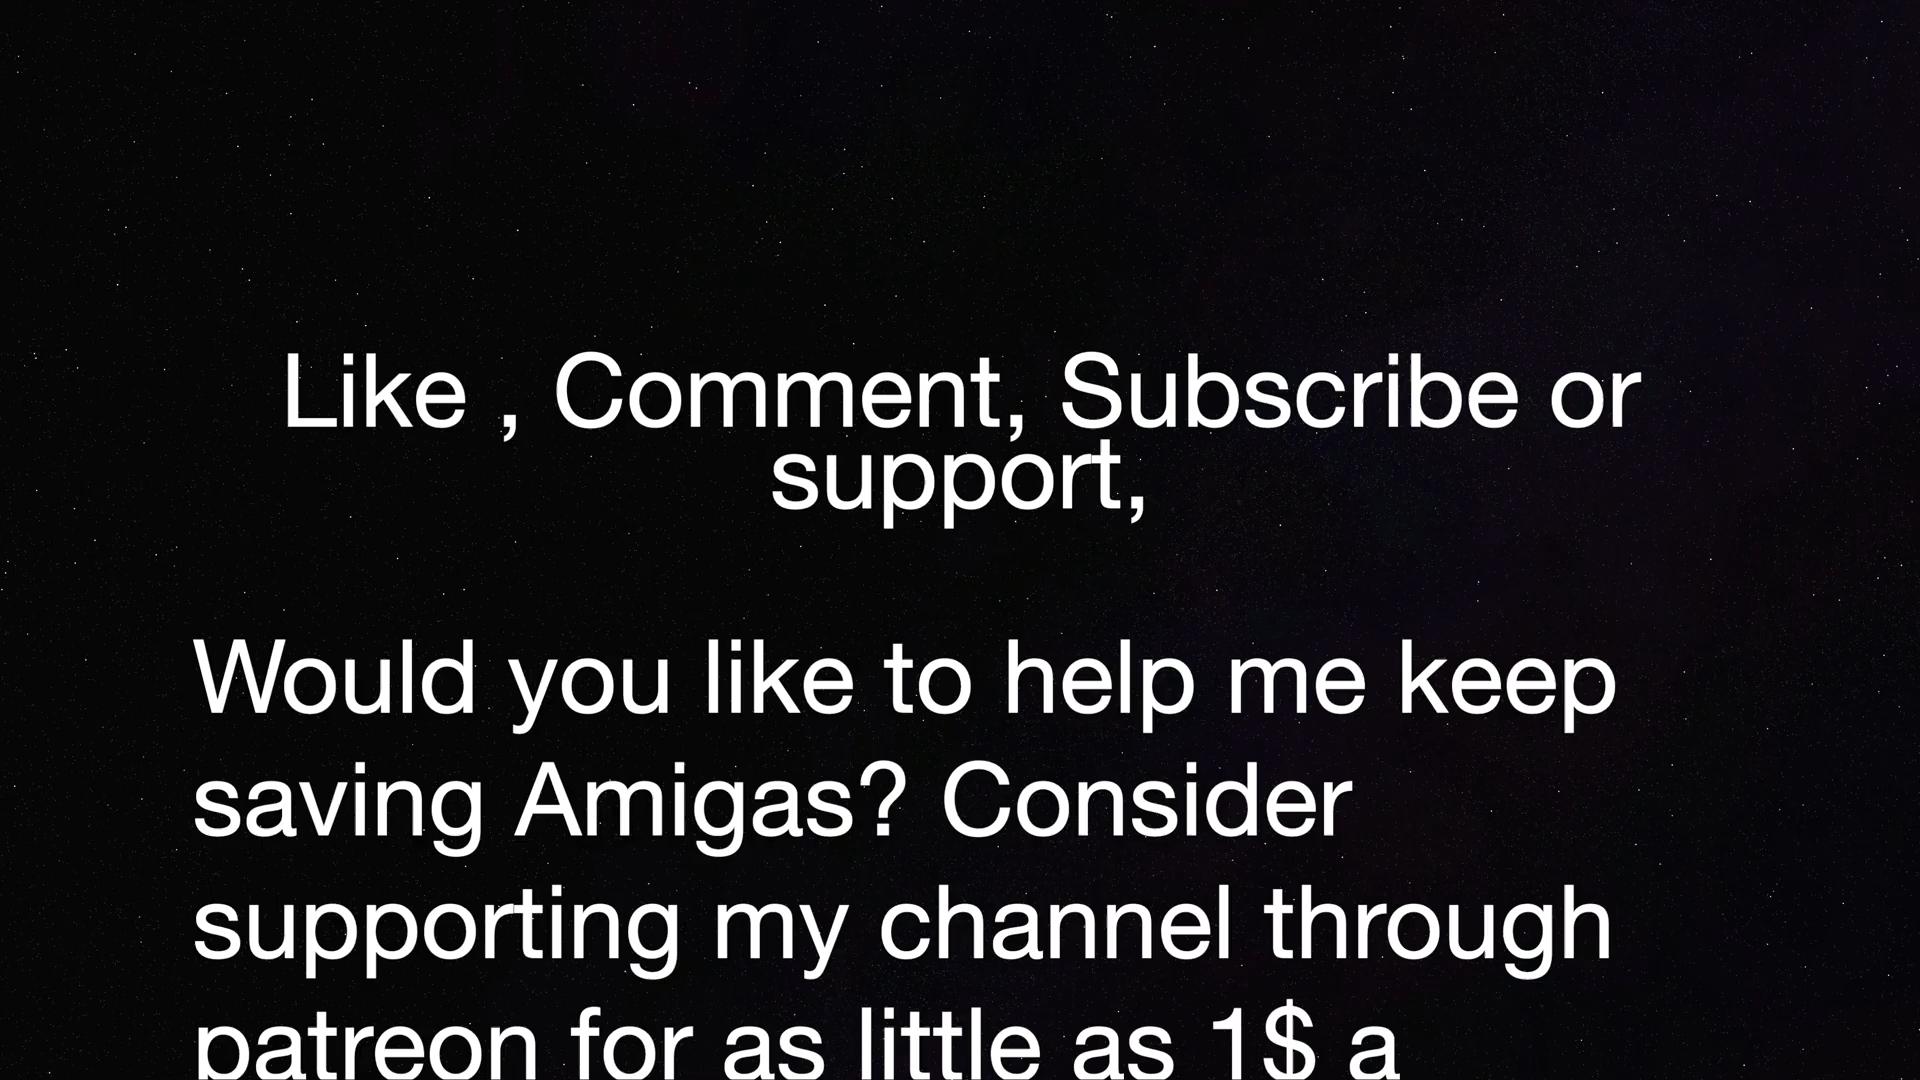 Like , Comment, Subscribe or
support,
Would you like to help me keep
saving Amigas? Consider
supporting my channel through
patreon for as little as 1$ a